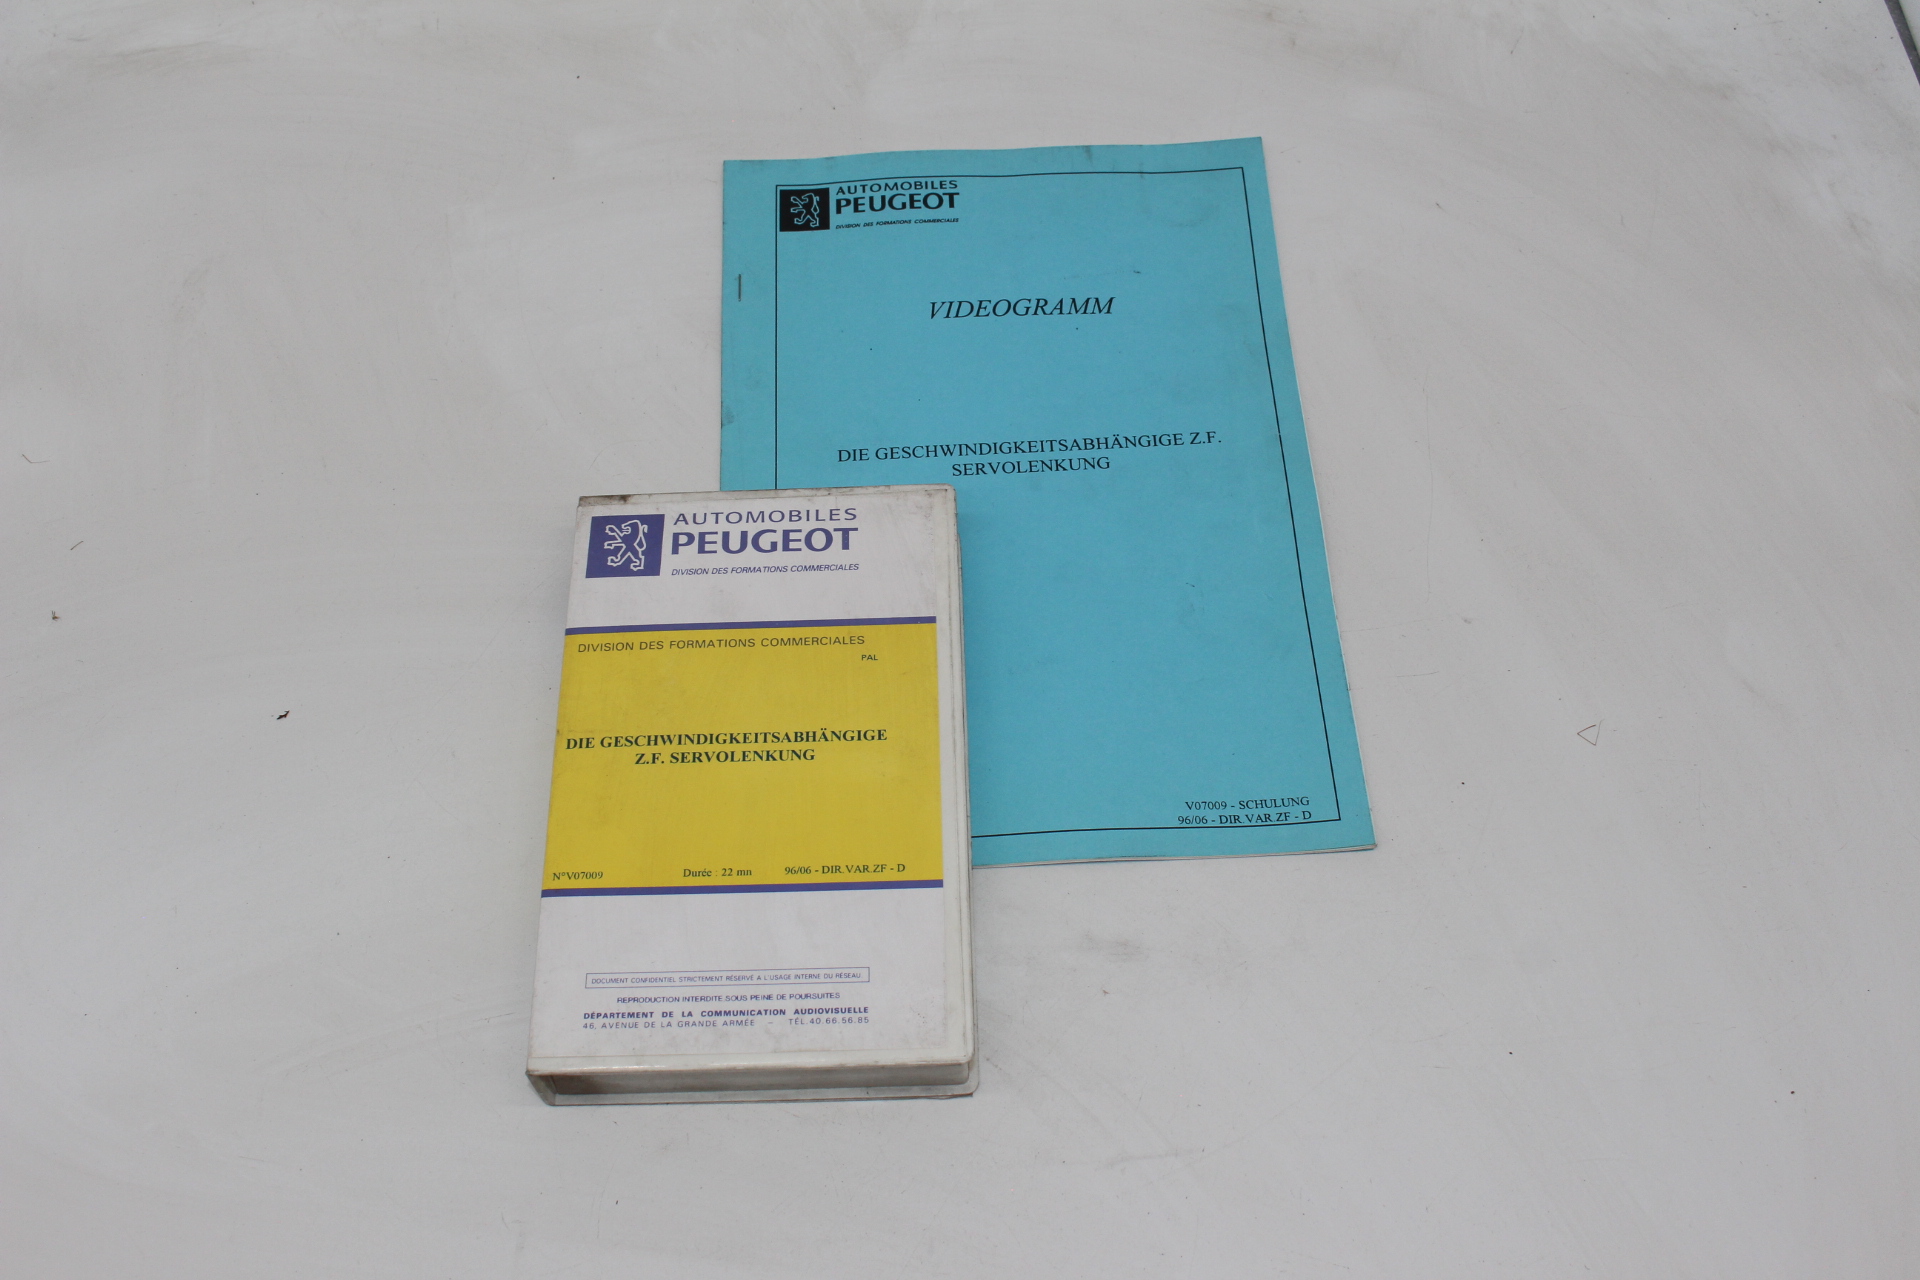 AUTOMOBILES
PEUGEOT
DIVISION DES FORMATIONS COMMERCIALES
VIDEOGRAMM
DIE GESCHWINDIGKEITSABHÄNGIGE Z.F.
SERVOLENKUNG
V07009 - SCHULUNG
96/06 - DIR.VAR.ZF - D
AUTOMOBILES
PEUGEOT
DIVISION DES FORMATIONS COMMERCIALES
DIVISION DES FORMATIONS COMMERCIALES
PAL
DIE GESCHWINDIGKEITSABHÄNGIGE
Z.F. SERVOLENKUNG
N°V07009 Durée : 22 mn 96/06 - DIR.VAR.ZF - D
DOCUMENT CONFIDENTIEL STRICTEMENT RÉSERVÉ A L'USAGE INTERNE DU RÉSEAU
REPRODUCTION INTERDITE SOUS PEINE DE POURSUITES
DÉPARTEMENT DE LA COMMUNICATION AUDIOVISUELLE
46, AVENUE DE LA GRANDE ARMÉE – TÉL.40.66.56.85